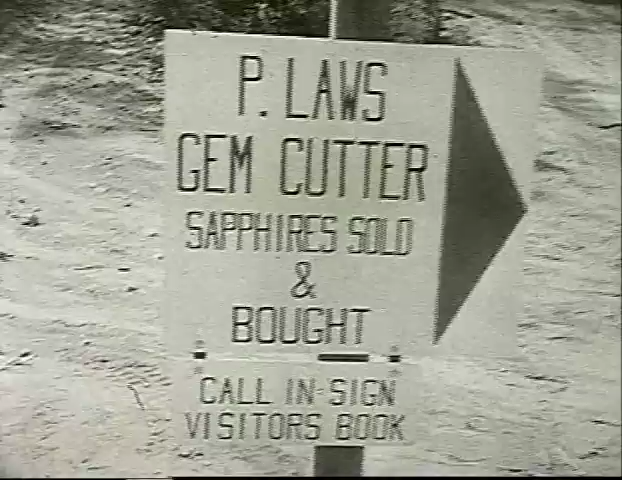 P. LAWS
GEM CUTTER
SAPPHIRES SOLD
&
BOUGHT
CALL IN-SIGN
VISITORS BOOK